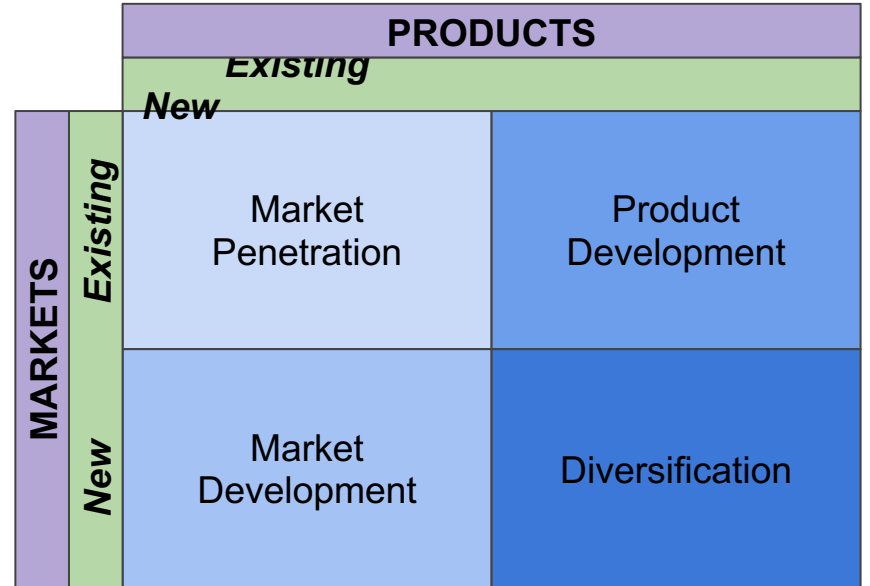 PRODUCTS
Existing
New
MARKETS
Existing
New
Market
Penetration
Product
Development
Market
Development
Diversification